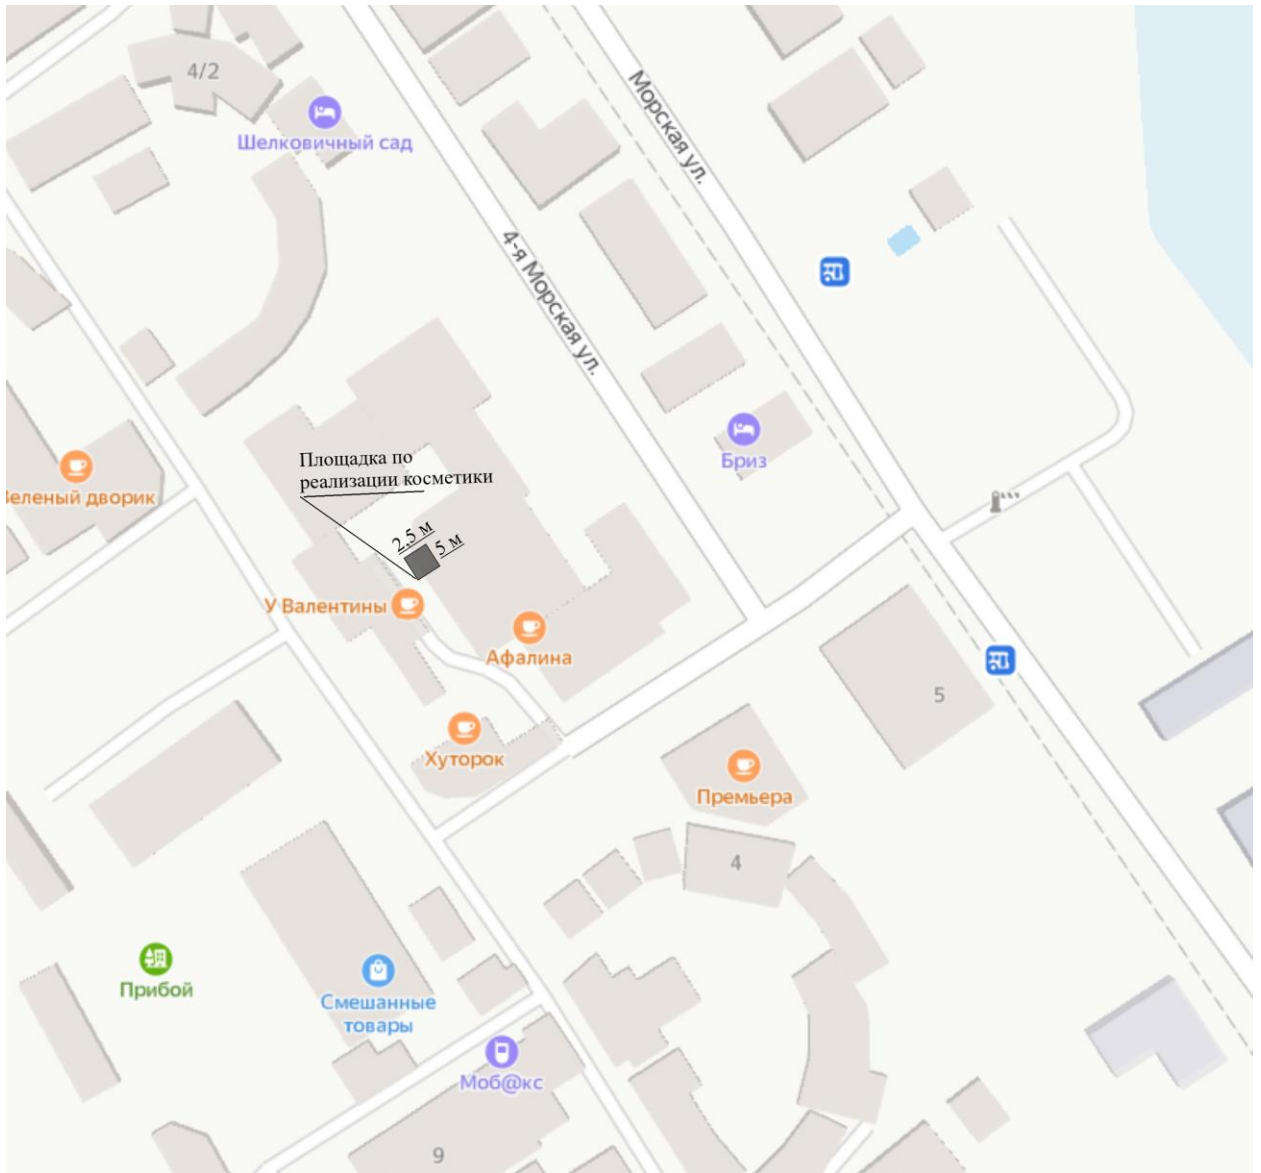 4/2
Шелковичный сад
Морская ул.
4-я Морская ул.
Бриз
Площадка по
реализации косметики
Зеленый дворик
2,5 м
5 м
У Валентины
Афалина
5
Хуторок
Премьера
4
Прибой
Смешанные
товары
Моб@кс
9